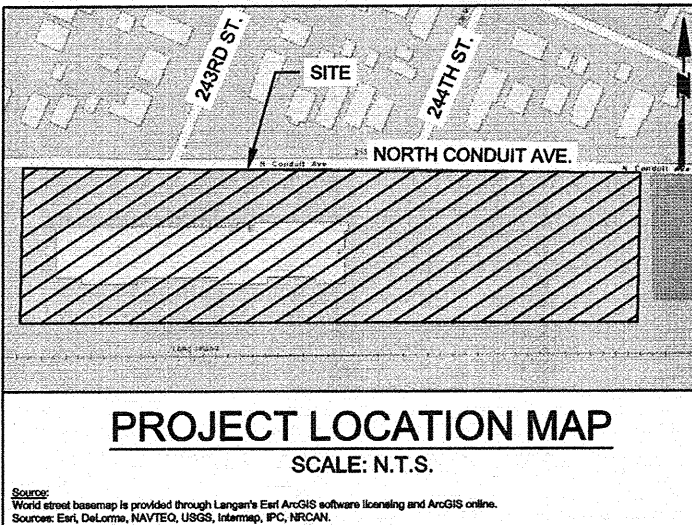 243RD ST.
SITE
244TH ST.
NORTH CONDUIT AVE.
N Conduit Ave
N Conduit Ave
PROJECT LOCATION MAP
SCALE: N.T.S.
Source:
World street basemap is provided through Langan's Esri ArcGIS software licensing and ArcGIS online.
Sources: Esri, DeLorme, NAVTEQ, USGS, Intermap, IPC, NRCAN.